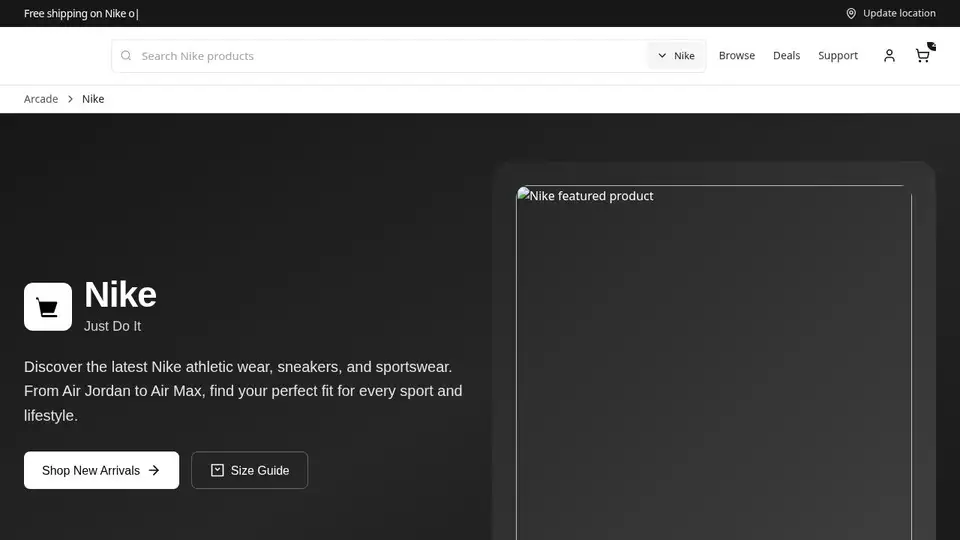 Free shipping on Nike o|
Update location
Search Nike products
Nike
Browse
Deals
Support
Arcade
Nike
Nike featured product
Nike
Just Do It
Discover the latest Nike athletic wear, sneakers, and sportswear.
From Air Jordan to Air Max, find your perfect fit for every sport and
lifestyle.
Shop New Arrivals
Size Guide